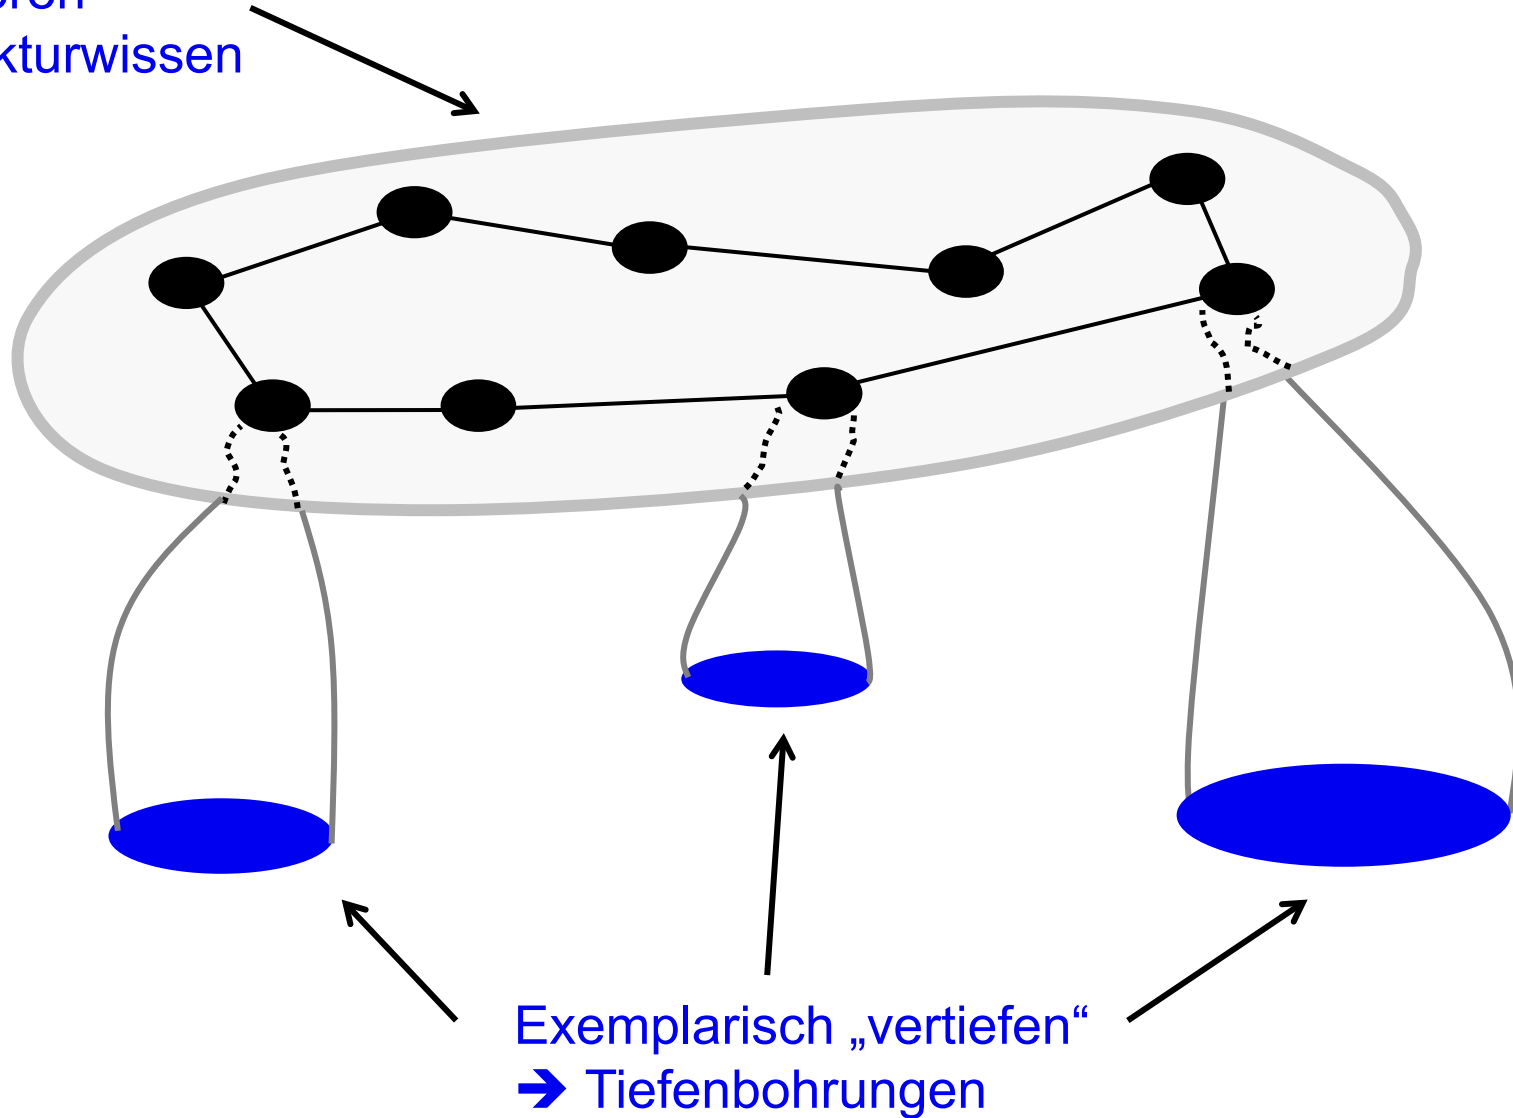 kturwissen
Exemplarisch „vertiefen“
➔ Tiefenbohrungen